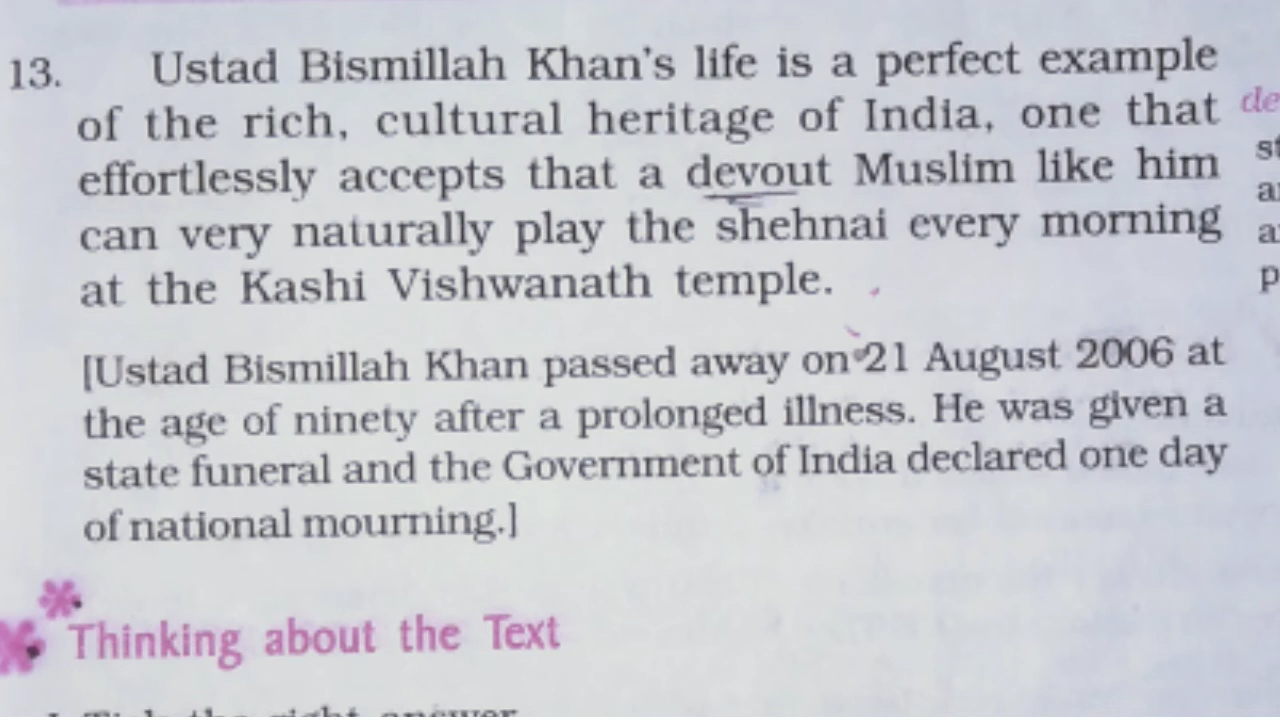 13. Ustad Bismillah Khan's life is a perfect example
of the rich, cultural heritage of India, one that
effortlessly accepts that a devout Muslim like him
can very naturally play the shehnai every morning
at the Kashi Vishwanath temple.
[Ustad Bismillah Khan passed away on 21 August 2006 at
the age of ninety after a prolonged illness. He was given a
state funeral and the Government of India declared one day
of national mourning.]
Thinking about the Text